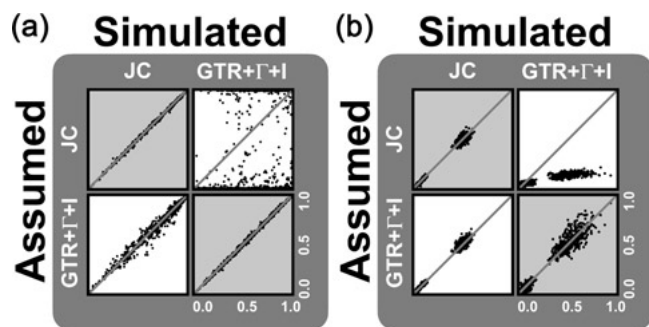 (a) Simulated
JC GTR+Γ+I
Assumed
JC
GTR+Γ+I
0.0 0.5 1.0
0.0 0.5 1.0
(b) Simulated
JC GTR+Γ+I
Assumed
JC
GTR+Γ+I
0.0 0.5 1.0
0.0 0.5 1.0